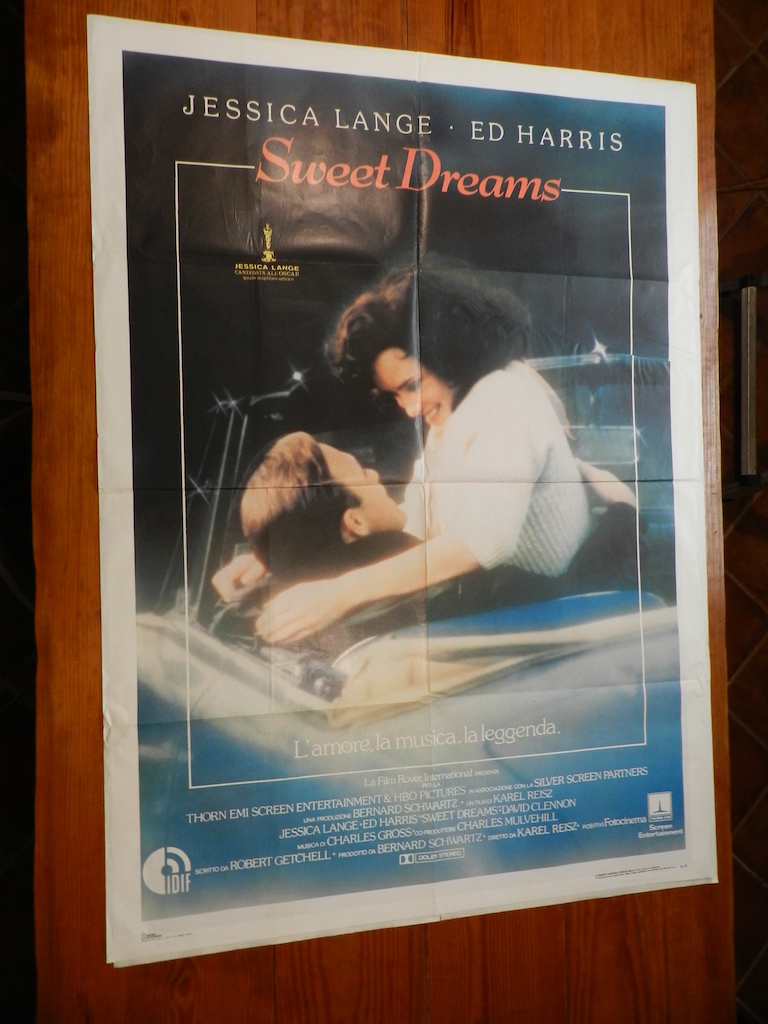 JESSICA LANGE · ED HARRIS
Sweet Dreams
JESSICA LANGE
CANDIDATA ALL'OSCAR
L'amore, la musica, la leggenda.
La Film Rover International PRESENTA
PER LA
THORN EMI SCREEN ENTERTAINMENT & HBO PICTURES IN ASSOCIAZIONE CON LA SILVER SCREEN PARTNERS
UNA PRODUZIONE BERNARD SCHWARTZ • UN FILM DI KAREL REISZ
JESSICA LANGE • ED HARRIS "SWEET DREAMS" DAVID CLENNON
MUSICA DI CHARLES GROSS • CO-PRODUTTORE CHARLES MULVEHILL
SCRITTO DA ROBERT GETCHELL • PRODOTTO DA BERNARD SCHWARTZ • DIRETTO DA KAREL REISZ • POSITIVI Fotocinema
DOLBY STEREO
IDIF
Screen
Entertainment